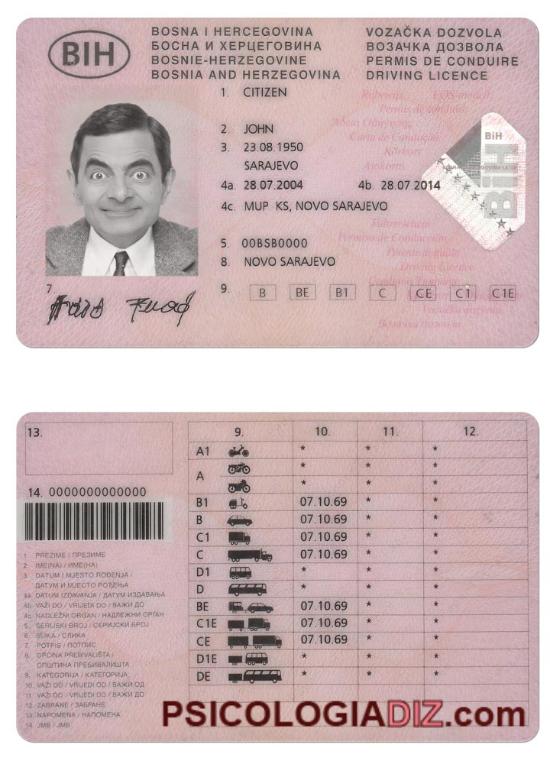 BIH
BOSNA I HERCEGOVINA
БОСНА И ХЕРЦЕГОВИНА
BOSNIE-HERZEGOVINE
BOSNIA AND HERZEGOVINA
VOZAČKA DOZVOLA
ВОЗАЧКА ДОЗВОЛА
PERMIS DE CONDUIRE
DRIVING LICENCE
1. CITIZEN
2. JOHN
3. 23.08.1950
SARAJEVO
4a. 28.07.2004 4b. 28.07.2014
4c. MUP KS, NOVO SARAJEVO
5. 00BSB0000
8. NOVO SARAJEVO
7.
9. B BE B1 C CE C1 C1E
BiH
BiH
13.
14. 0000000000000
1 PREZIME / ПРЕЗИМЕ
2 IME(NA) / ИМЕ(НА)
3 DATUM I MJESTO ROĐENJA /
ДАТУМ И МЈЕСТО РОЂЕЊА
4a DATUM IZDAVANJA / ДАТУМ ИЗДАВАЊА
4b VAŽI DO / VRIJEDI DO / ВАЖИ ДО
4c NADLEŽNI ORGAN / НАДЛЕЖНИ ОРГАН
5 SERIJSKI BROJ / СЕРИЈСКИ БРОЈ
6 SLIKA / СЛИКА
7 POTPIS / ПОТПИС
8 OPĆINA PREBIVALIŠTA /
ОПШТИНА ПРЕБИВАЛИШТА
9 KATEGORIJA / КАТЕГОРИЈА
10 VAŽI OD / VRIJEDI OD / ВАЖИ ОД
11 VAŽI DO / VRIJEDI DO / ВАЖИ ДО
12 ZABRANE / ЗАБРАНЕ
13 NAPOMENA / НАПОМЕНА
14 JMB / ЈМБ
9. 10. 11. 12.
A1 * * *
A * * *
* * *
B1 07.10.69 * *
B 07.10.69 * *
C1 07.10.69 * *
C 07.10.69 * *
D1 * * *
D * * *
BE 07.10.69 * *
C1E 07.10.69 * *
CE 07.10.69 * *
D1E * * *
DE * * *
PSICOLOGIADIZ.com